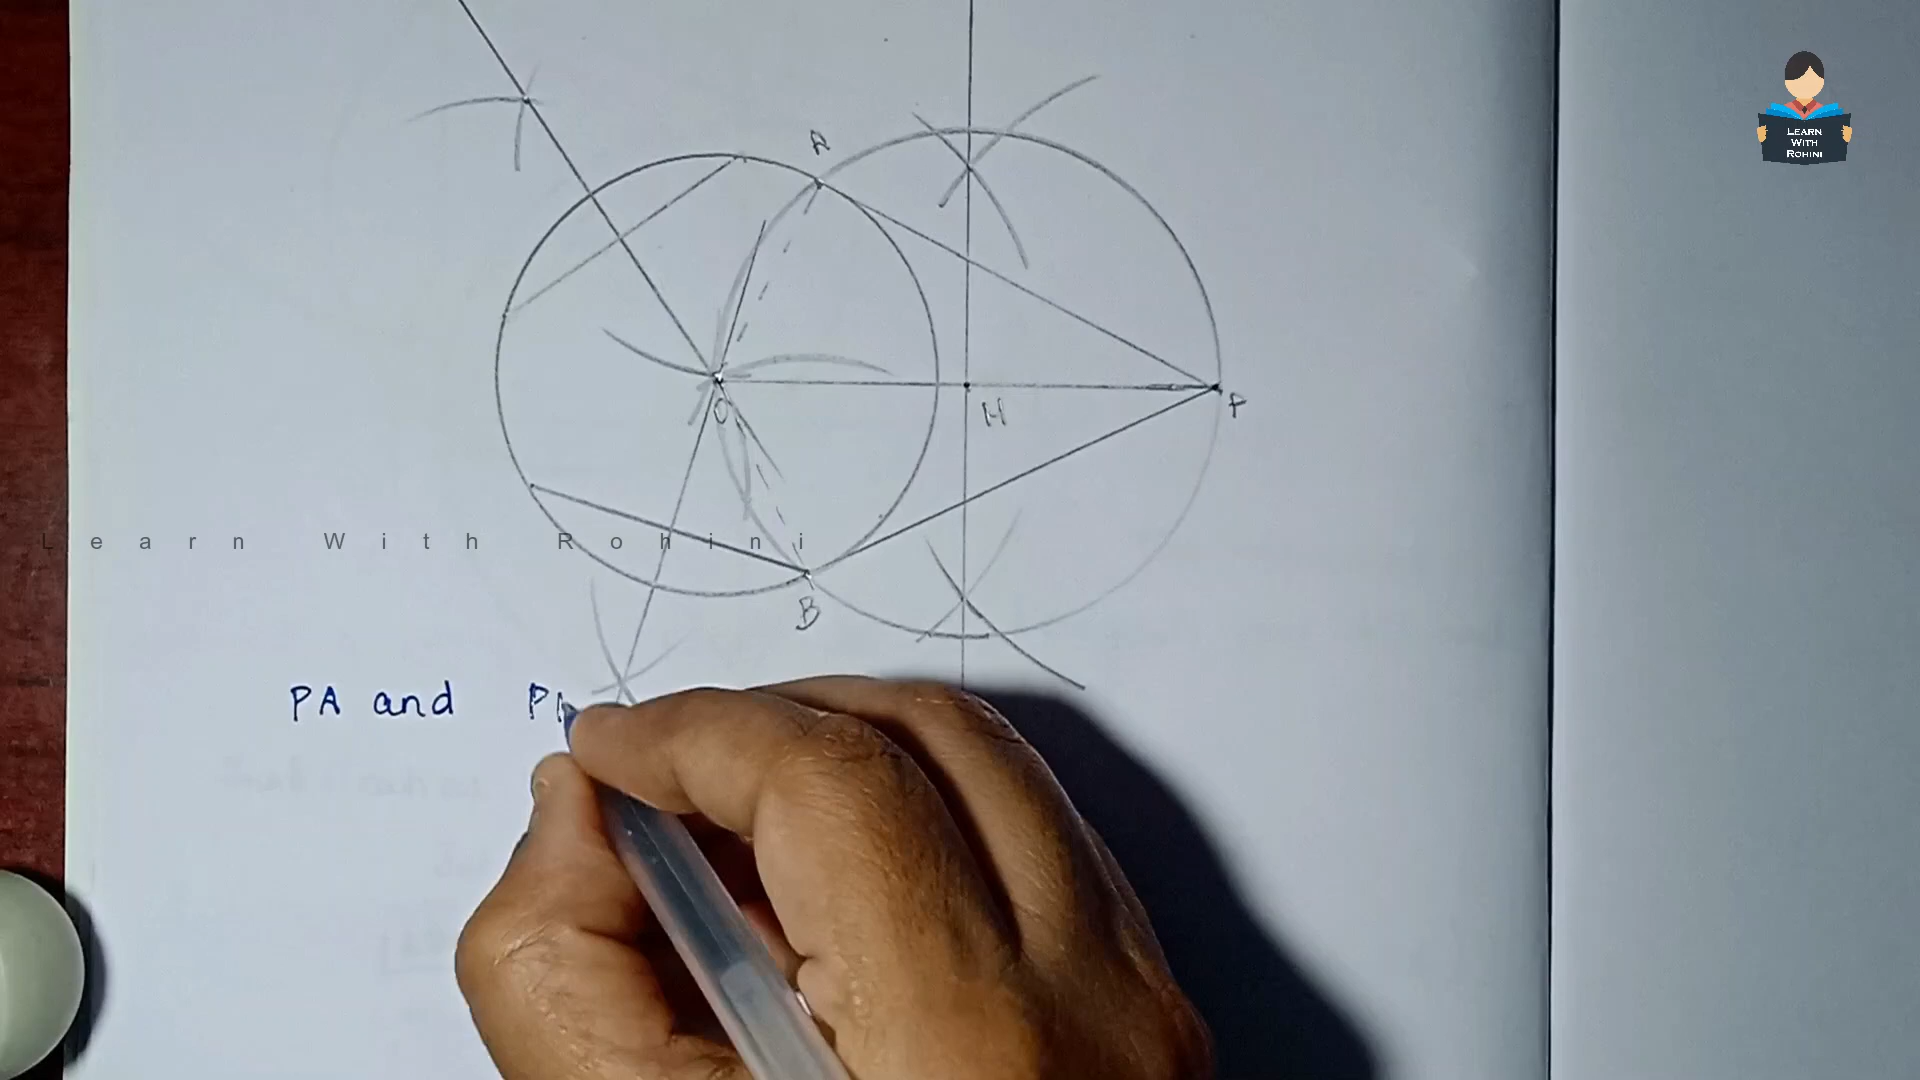 LEARN
WITH
ROHINI
A
O
P
Learn With Rohini
B
PA and